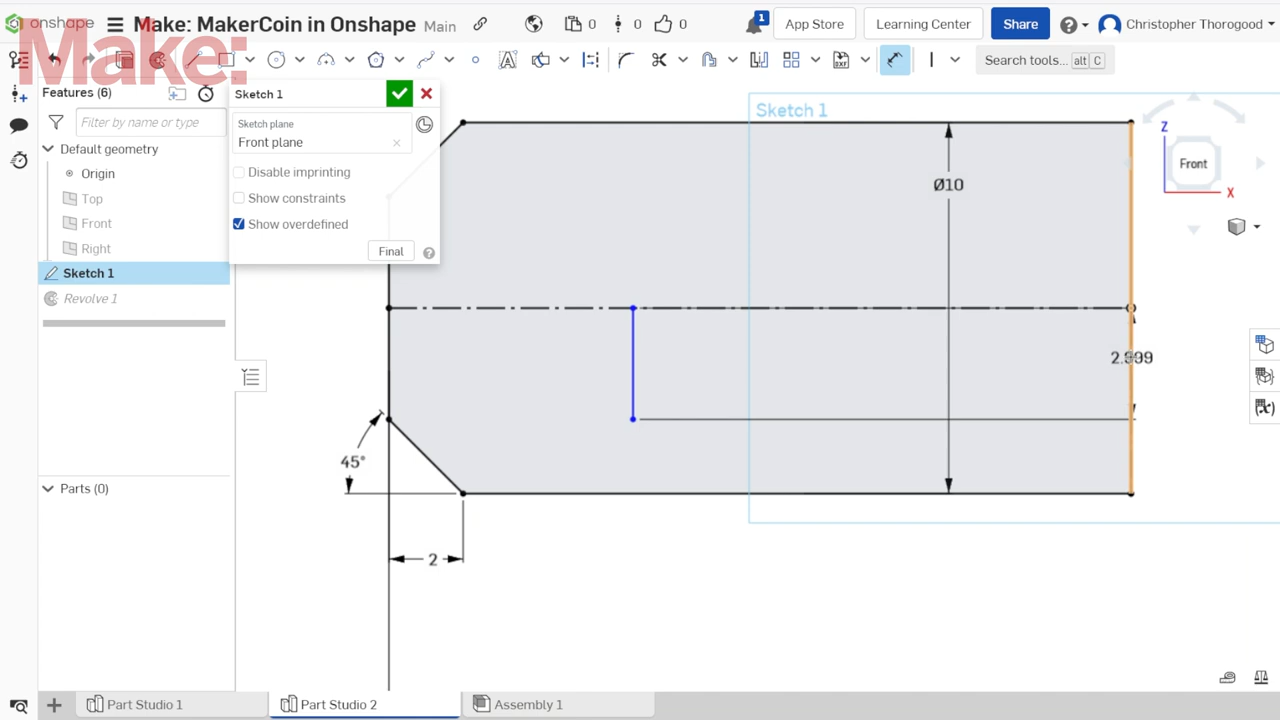 onshape
Make: MakerCoin in Onshape Main
0
0
0
1
App Store
Learning Center
Share
Christopher Thorogood
Make:
Search tools... alt C
Features (6)
Filter by name or type
Default geometry
Origin
Top
Front
Right
Sketch 1
Revolve 1
Parts (0)
Sketch 1
Sketch plane
Front plane
Disable imprinting
Show constraints
Show overdefined
Final
Sketch 1
Z
Front
X
Ø10
2.999
45°
2
Part Studio 1
Part Studio 2
Assembly 1